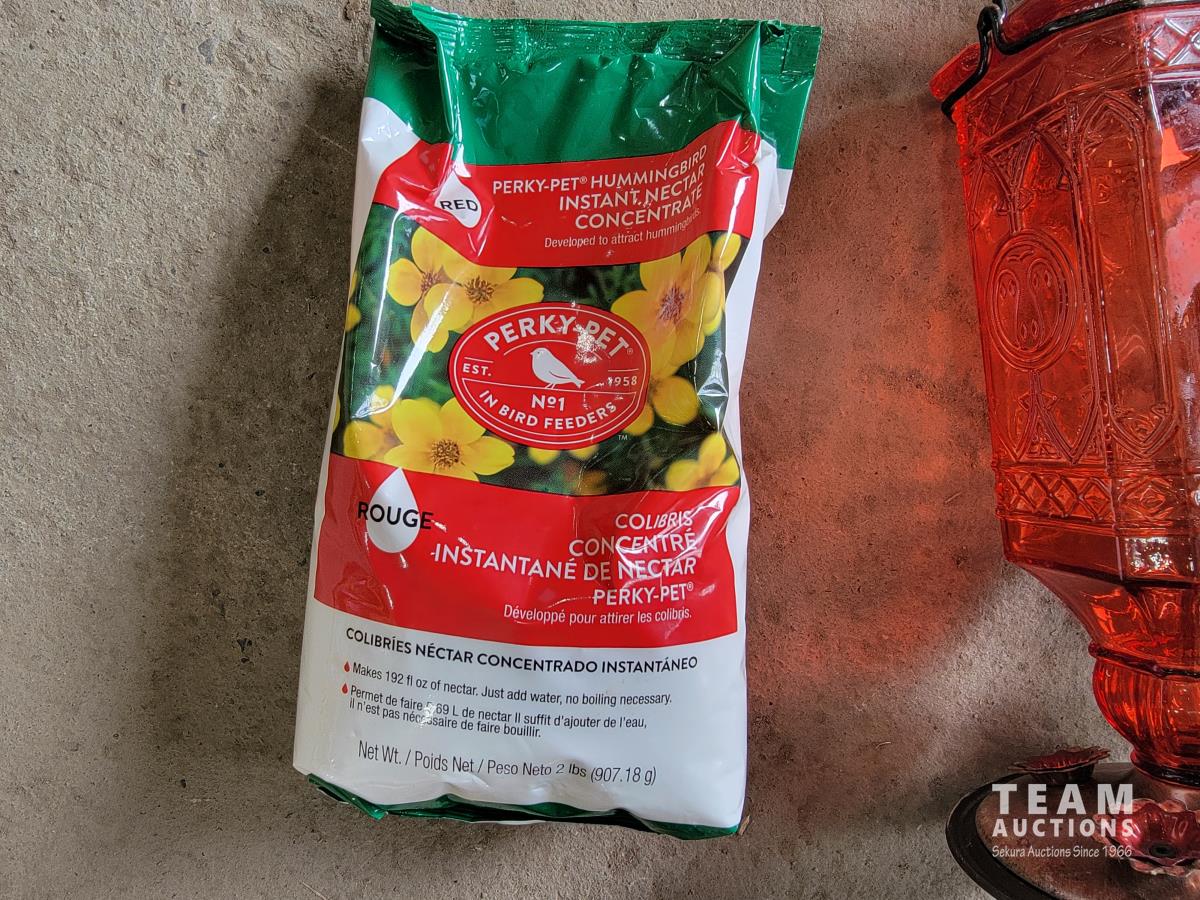 PERKY-PET® HUMMINGBIRD
INSTANT NECTAR
CONCENTRATE
RED
Developed to attract hummingbirds.
PERKY-PET®
EST. 1958
Nº1
IN BIRD FEEDERS
™
ROUGE
COLIBRIS
CONCENTRÉ
INSTANTANÉ DE NECTAR
PERKY-PET®
Développé pour attirer les colibris.
COLIBRÍES NÉCTAR CONCENTRADO INSTANTÁNEO
Makes 192 fl oz of nectar. Just add water, no boiling necessary.
Permet de faire 5,69 L de nectar Il suffit d'ajouter de l'eau,
il n'est pas nécessaire de faire bouillir.
Net Wt. / Poids Net / Peso Neto 2 lbs (907.18 g)
TEAM
AUCTIONS
Sekura Auctions Since 1966